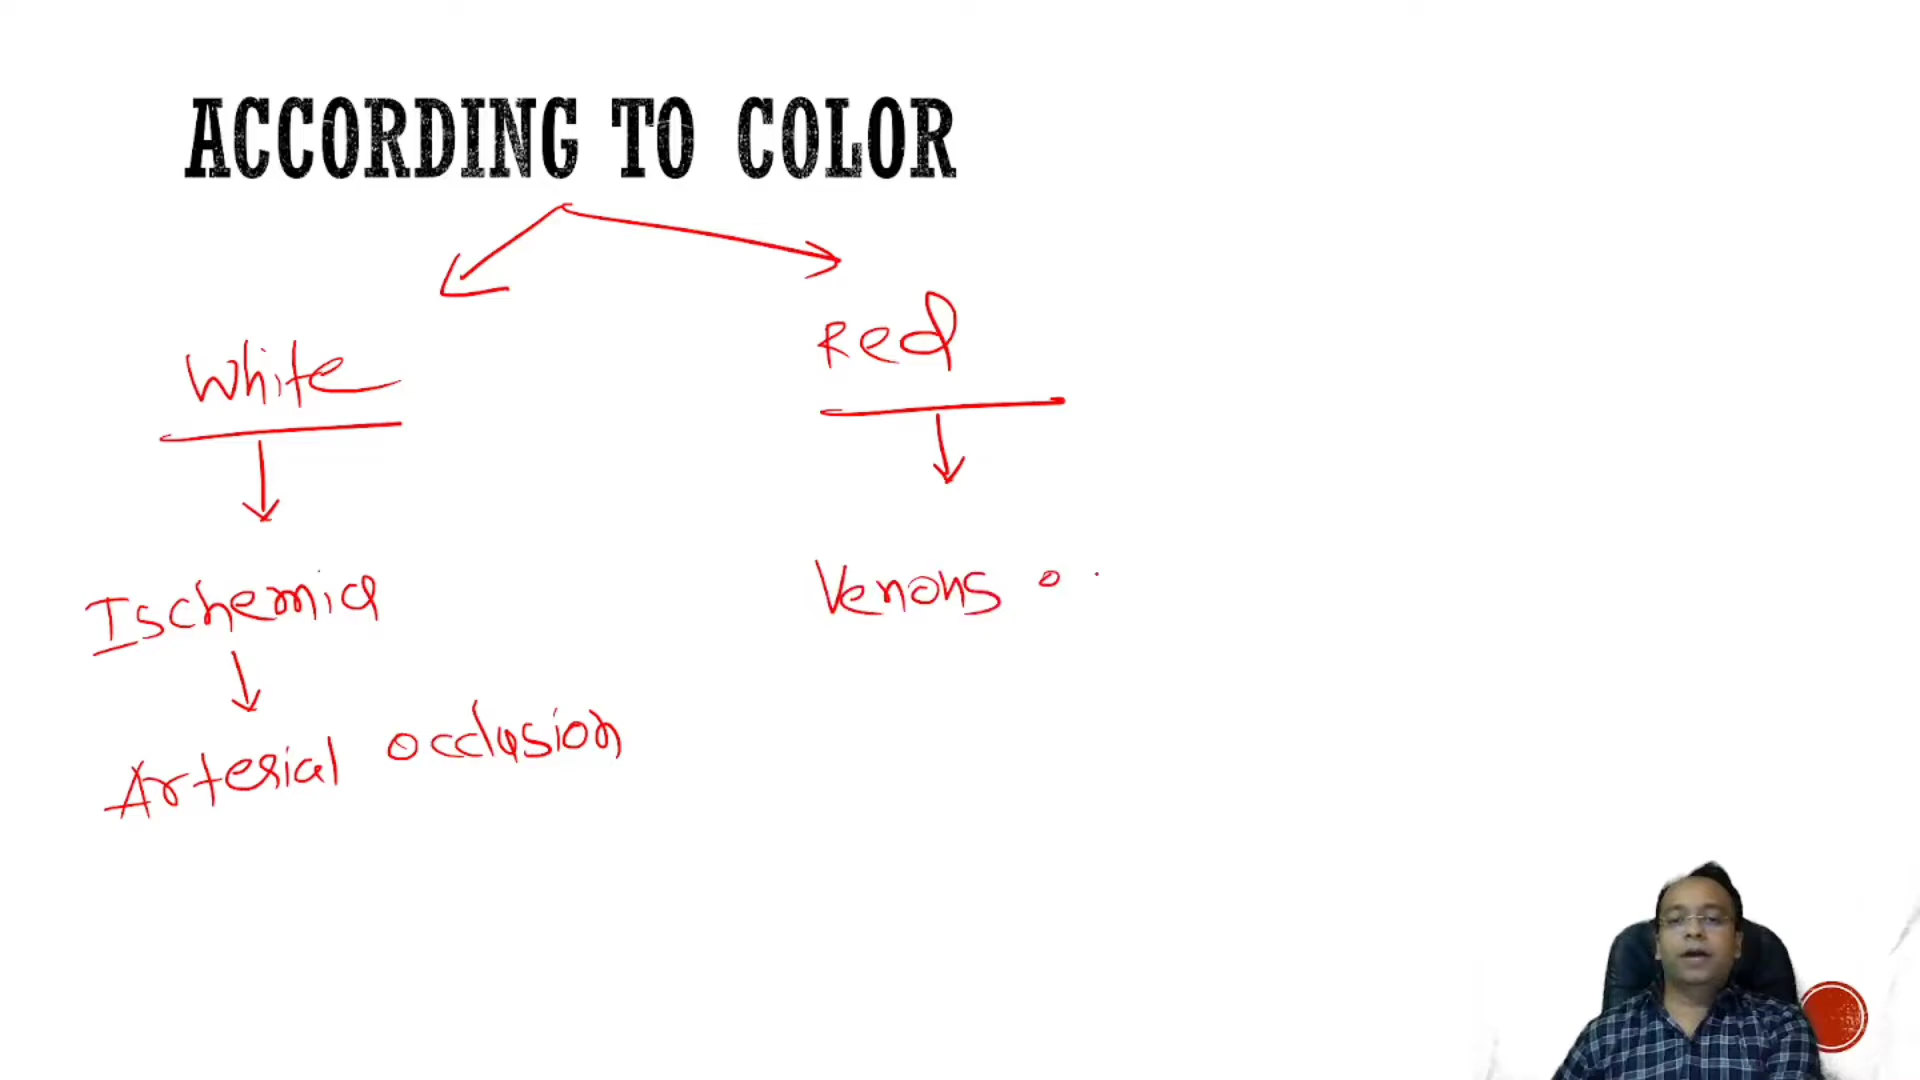 ACCORDING TO COLOR
White Red
Ischemia Venous o
Arterial occlusion